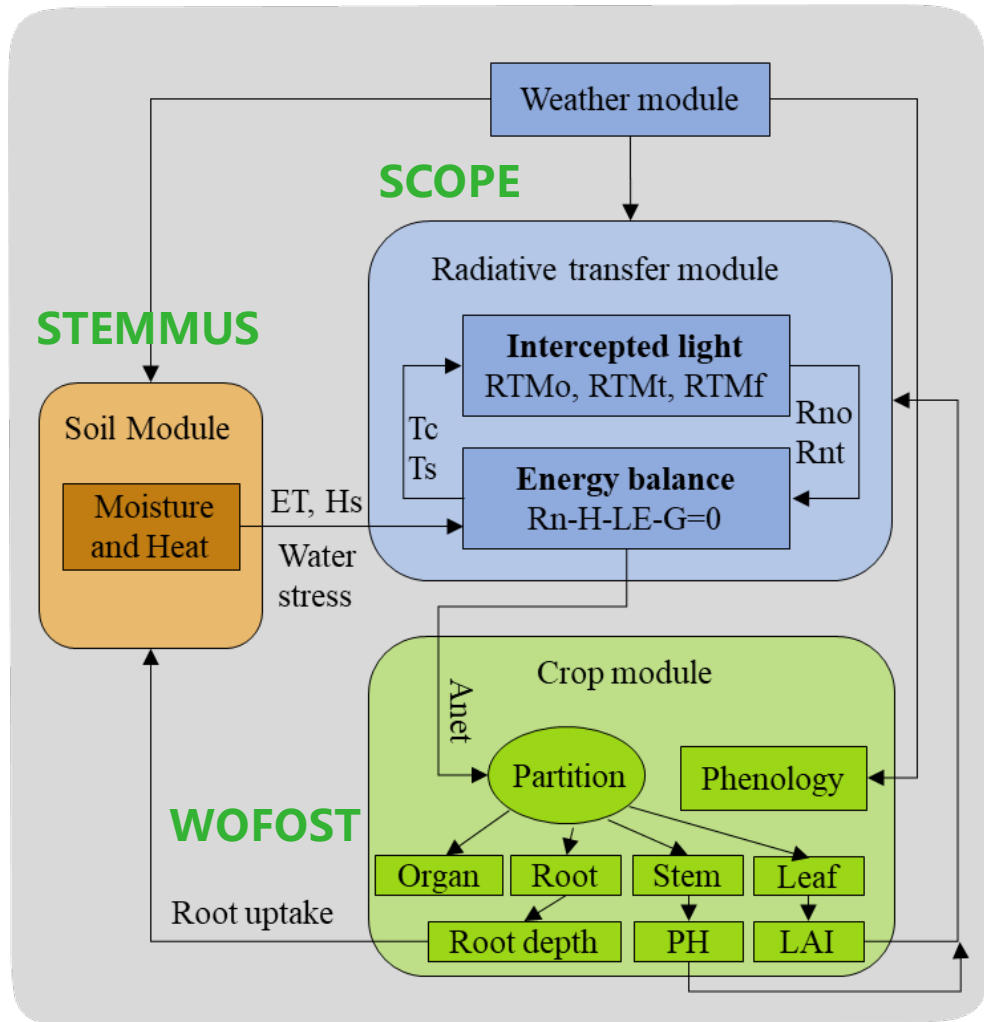 Weather module
SCOPE
Radiative transfer module
Intercepted light
RTMo, RTMt, RTMf
Tc
Ts
Rno
Rnt
Energy balance
Rn-H-LE-G=0
STEMMUS
Soil Module
Moisture
and Heat
ET, Hs
Water
stress
Crop module
Anet
Partition
Phenology
WOFOST
Organ
Root
Stem
Leaf
Root uptake
Root depth
PH
LAI